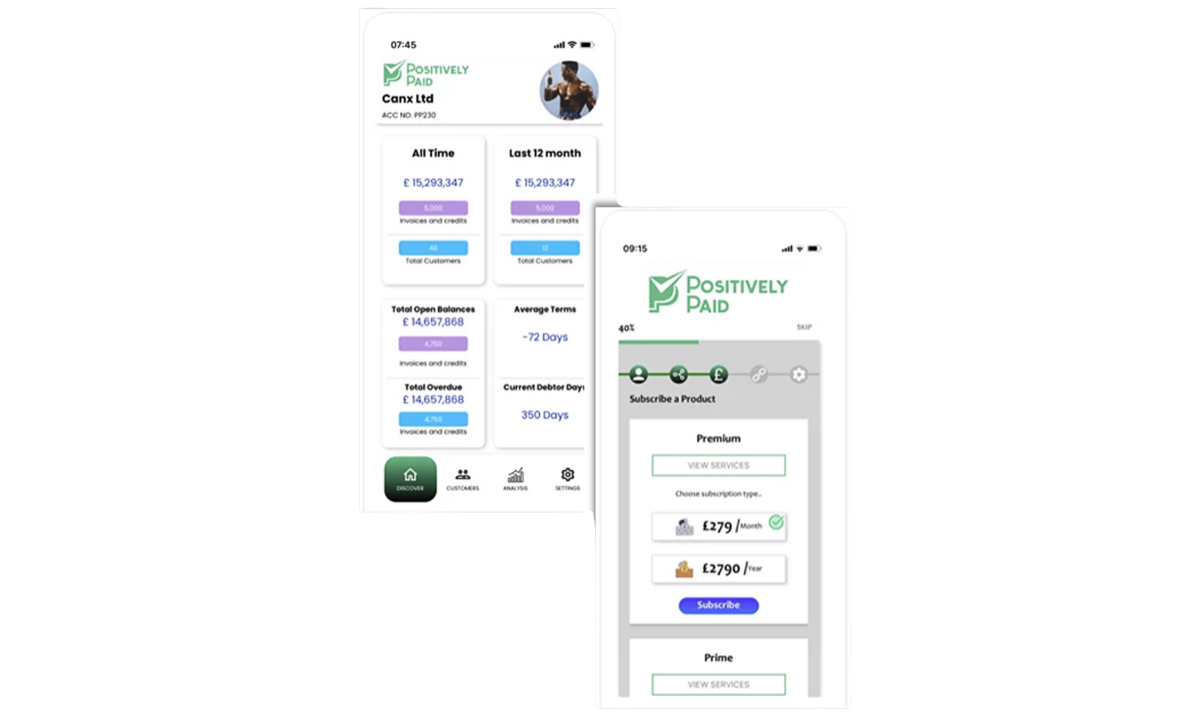 07:45
POSITIVELY
PAID
Canx Ltd
ACC NO. PP230
All Time
£ 15,293,347
5,000
Invoices and credits
Total Customers
Last 12 month
£ 15,293,347
5,000
Invoices and credits
Total Customers
Total Open Balances
£ 14,657,868
4,750
Invoices and credits
Total Overdue
£ 14,657,868
4,750
Invoices and credits
Average Terms
-72 Days
Current Debtor Days
350 Days
DISCOVER
CUSTOMERS
ANALYSIS
SETTINGS
09:15
POSITIVELY
PAID
40%
SKIP
£
Subscribe a Product
Premium
VIEW SERVICES
Choose subscription type..
£279 /Month
£2790 /Year
Subscribe
Prime
VIEW SERVICES